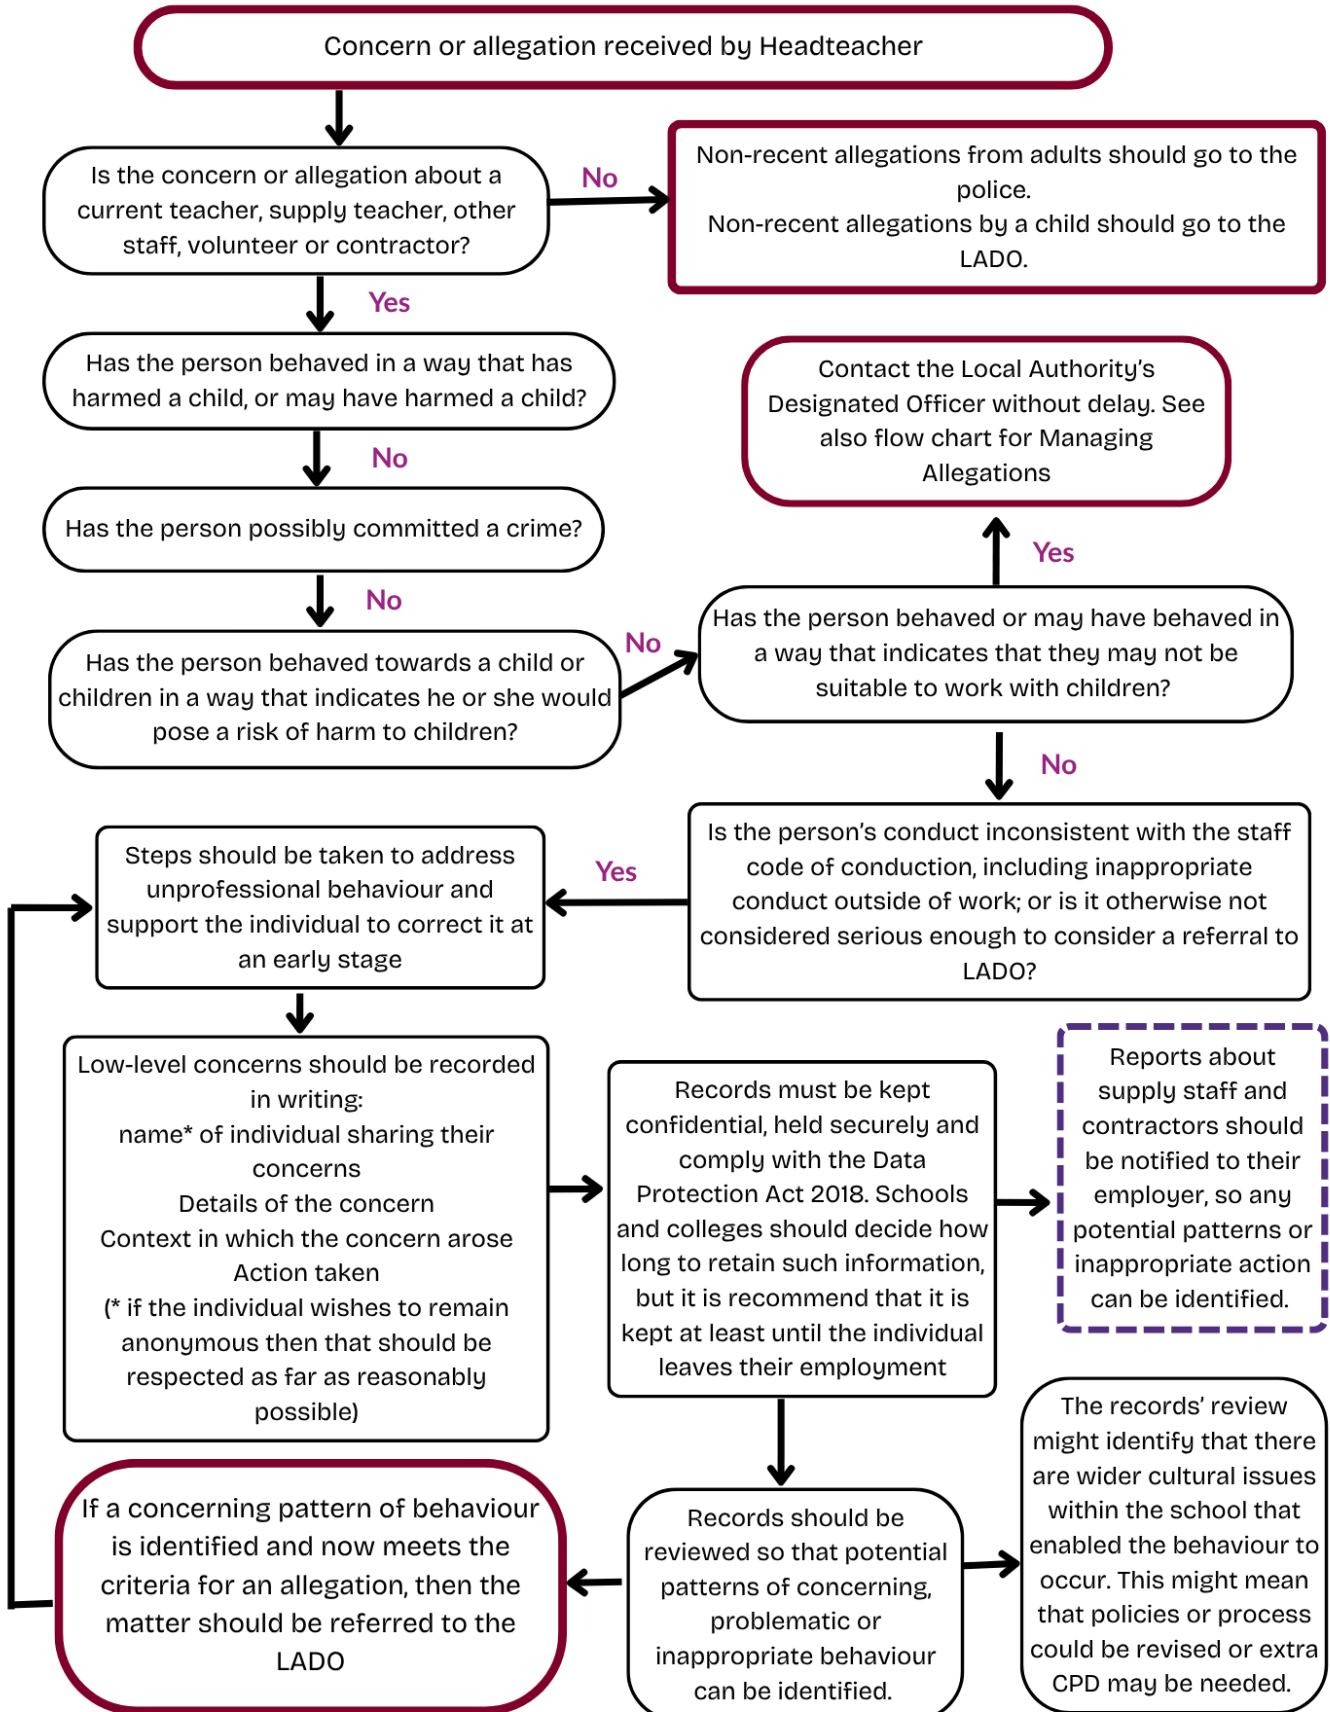 Concern or allegation received by Headteacher
Is the concern or allegation about a
current teacher, supply teacher, other
staff, volunteer or contractor?
No
Non-recent allegations from adults should go to the
police.
Non-recent allegations by a child should go to the
LADO.
Yes
Has the person behaved in a way that has
harmed a child, or may have harmed a child?
No
Has the person possibly committed a crime?
No
Has the person behaved towards a child or
children in a way that indicates he or she would
pose a risk of harm to children?
No
Contact the Local Authority's
Designated Officer without delay. See
also flow chart for Managing
Allegations
Yes
Has the person behaved or may have behaved in
a way that indicates that they may not be
suitable to work with children?
No
Is the person's conduct inconsistent with the staff
code of conduction, including inappropriate
conduct outside of work; or is it otherwise not
considered serious enough to consider a referral to
LADO?
Yes
Steps should be taken to address
unprofessional behaviour and
support the individual to correct it at
an early stage
Low-level concerns should be recorded
in writing:
name* of individual sharing their
concerns
Details of the concern
Context in which the concern arose
Action taken
(* if the individual wishes to remain
anonymous then that should be
respected as far as reasonably
possible)
Records must be kept
confidential, held securely and
comply with the Data
Protection Act 2018. Schools
and colleges should decide how
long to retain such information,
but it is recommend that it is
kept at least until the individual
leaves their employment
Reports about
supply staff and
contractors should
be notified to their
employer, so any
potential patterns or
inappropriate action
can be identified.
If a concerning pattern of behaviour
is identified and now meets the
criteria for an allegation, then the
matter should be referred to the
LADO
Records should be
reviewed so that potential
patterns of concerning,
problematic or
inappropriate behaviour
can be identified.
The records' review
might identify that there
are wider cultural issues
within the school that
enabled the behaviour to
occur. This might mean
that policies or process
could be revised or extra
CPD may be needed.